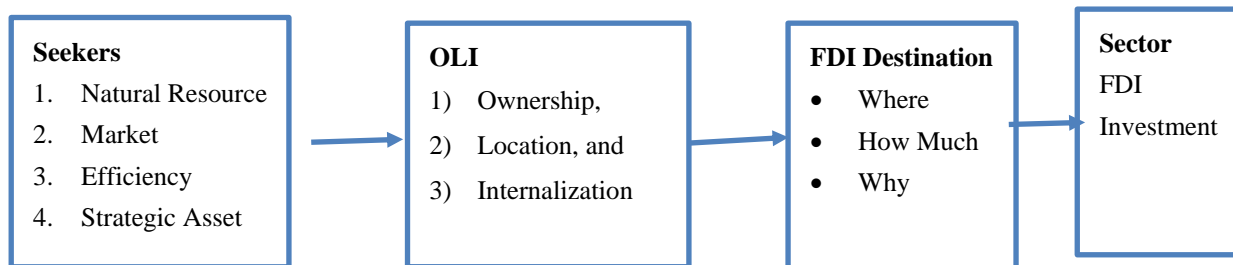 Seekers
1. Natural Resource
2. Market
3. Efficiency
4. Strategic Asset
OLI
1) Ownership,
2) Location, and
3) Internalization
FDI Destination
• Where
• How Much
• Why
Sector
FDI
Investment